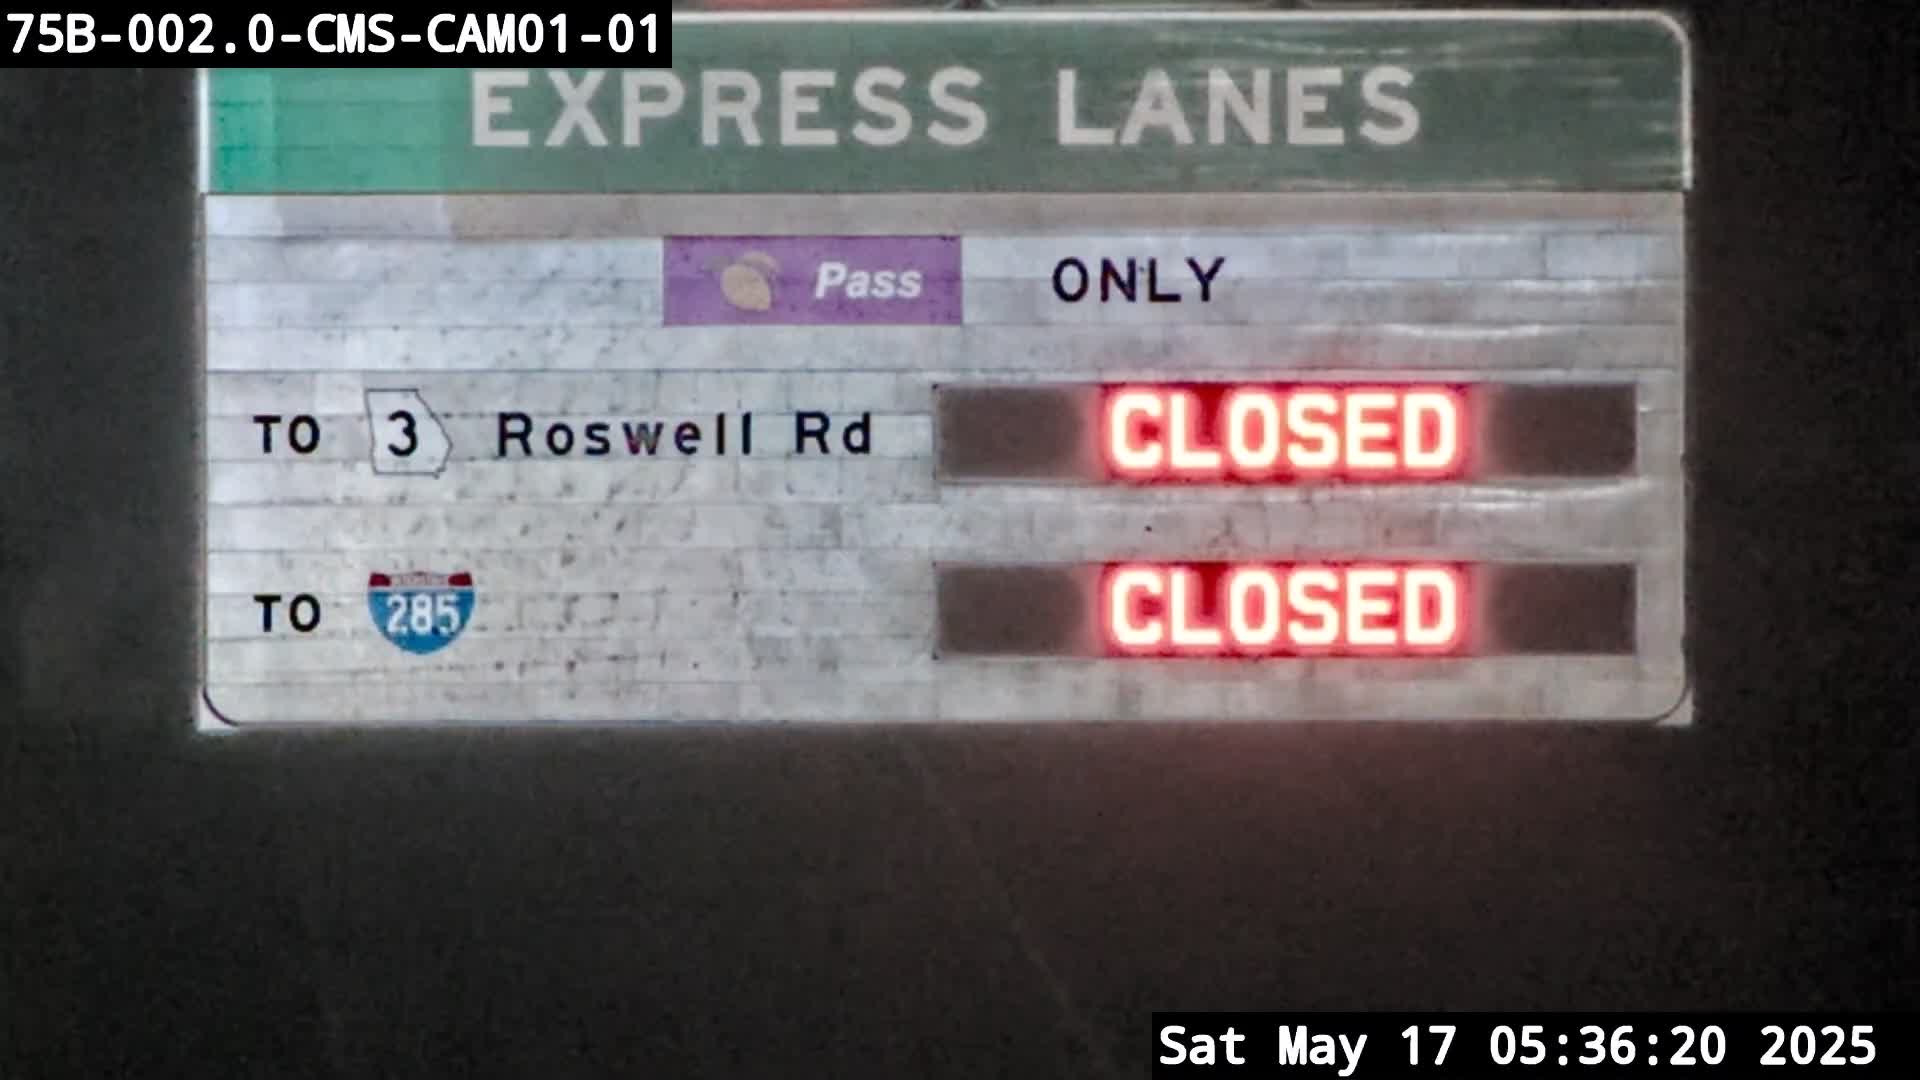 75B-002.0-CMS-CAM01-01
EXPRESS LANES
Pass ONLY
TO 3 Roswell Rd CLOSED
TO INTERSTATE 285 CLOSED
Sat May 17 05:36:20 2025